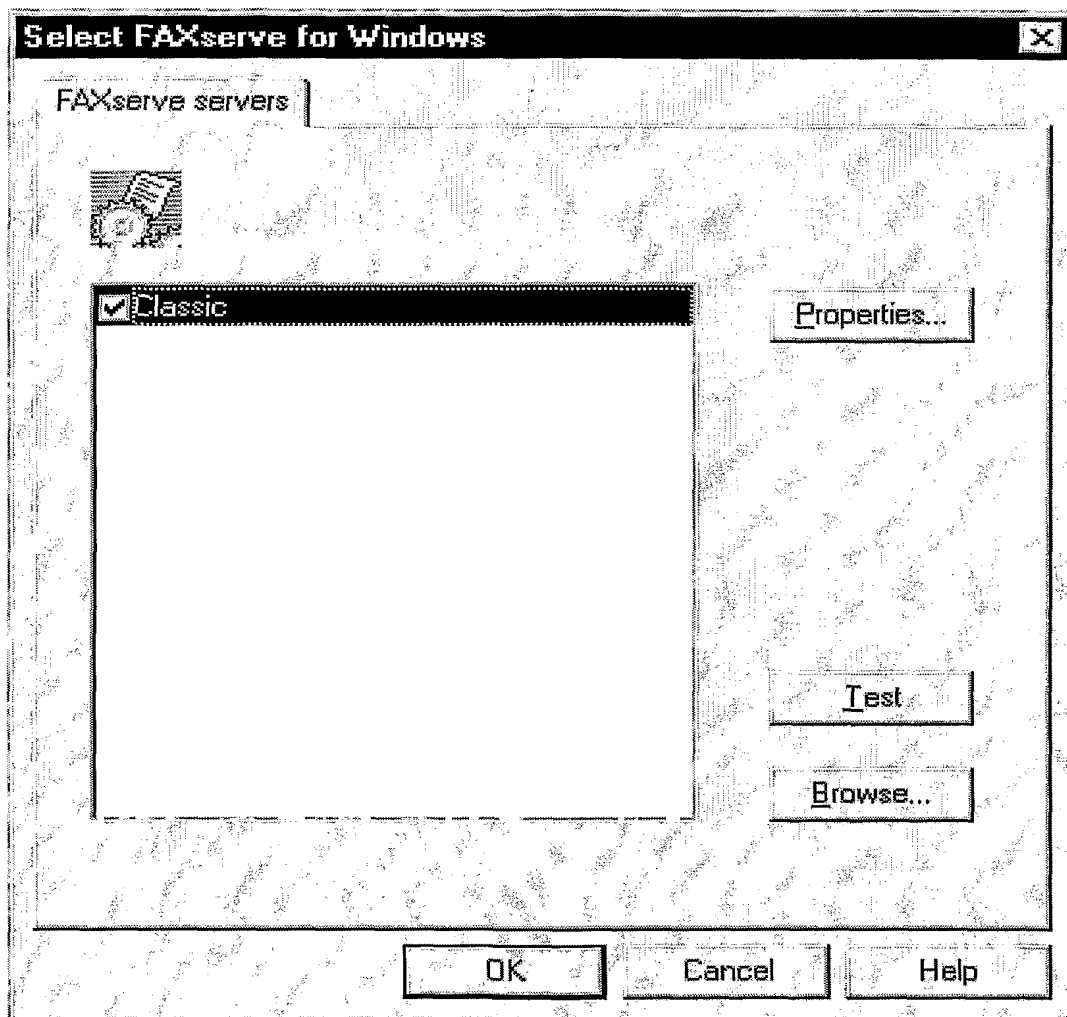 Select FAXserve for Windows
FAXserve servers
Classic
Properties...
Test
Browse...
OK
Cancel
Help